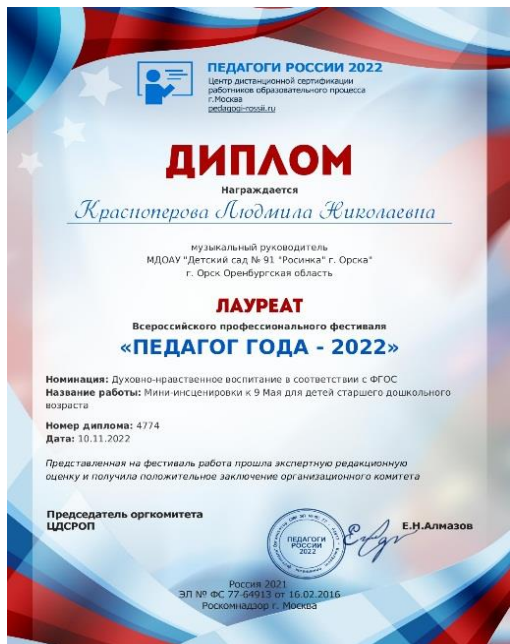 ПЕДАГОГИ РОССИИ 2022
Центр дистанционной сертификации
работников образовательного процесса
г.Москва
pedagogi-rossii.ru
ДИПЛОМ
Награждается
Красноперова Людмила Николаевна
музыкальный руководитель
МДОАУ "Детский сад № 91 "Росинка" г. Орска"
г. Орск Оренбургская область
ЛАУРЕАТ
Всероссийского профессионального фестиваля
«ПЕДАГОГ ГОДА - 2022»
Номинация: Духовно-нравственное воспитание в соответствии с ФГОС
Название работы: Мини-инсценировки к 9 Мая для детей старшего дошкольного
возраста
Номер диплома: 4774
Дата: 10.11.2022
Представленная на фестиваль работа прошла экспертную редакционную
оценку и получила положительное заключение организационного комитета
Председатель оргкомитета
ЦДСРОП
ПЕДАГОГИ
РОССИИ
2022
Е.Н.Алмазов
Россия 2021
ЭЛ № ФС 77-64913 от 16.02.2016
Роскомнадзор г. Москва